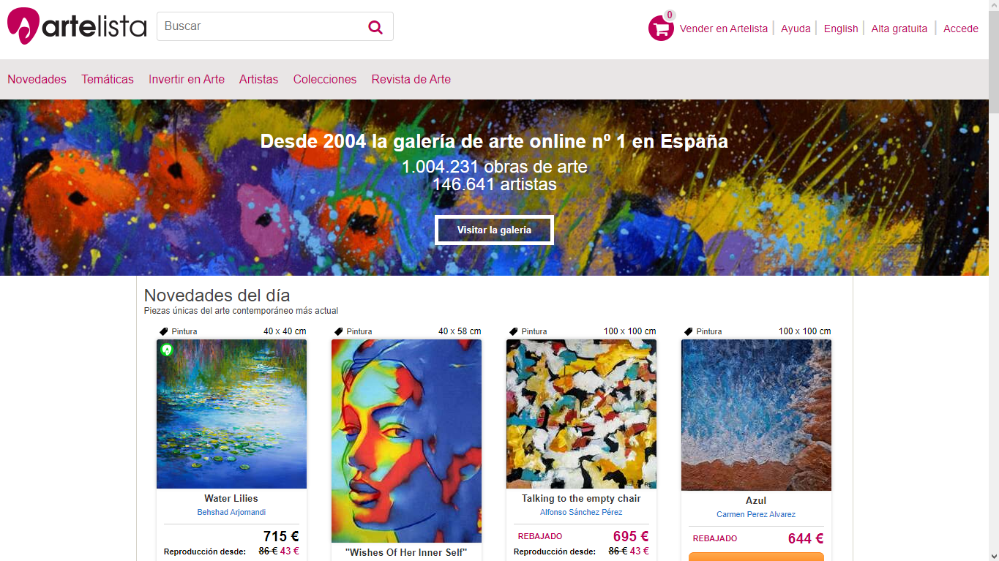 artelista
Buscar
0
Vender en Artelista
Ayuda
English
Alta gratuita
Accede
Novedades
Temáticas
Invertir en Arte
Artistas
Colecciones
Revista de Arte
Desde 2004 la galería de arte online nº 1 en España
1.004.231 obras de arte
146.641 artistas
Visitar la galería
Novedades del día
Piezas únicas del arte contemporáneo más actual
Pintura 40 x 40 cm
Water Lilies
Behshad Arjomandi
715 €
Reproducción desde: 86 € 43 €
Pintura 40 x 58 cm
"Wishes Of Her Inner Self"
Pintura 100 x 100 cm
Talking to the empty chair
Alfonso Sánchez Pérez
REBAJADO 695 €
Reproducción desde: 86 € 43 €
Pintura 100 x 100 cm
Azul
Carmen Perez Alvarez
REBAJADO 644 €